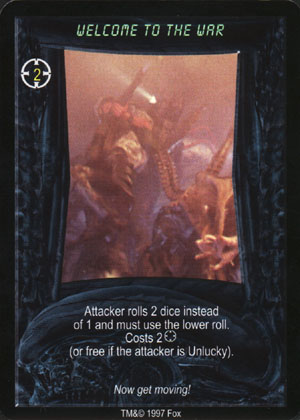 WELCOME TO THE WAR
2
Attacker rolls 2 dice instead
of 1 and must use the lower roll.
Costs 2
(or free if the attacker is Unlucky).
Now get moving!
TM&© 1997 Fox